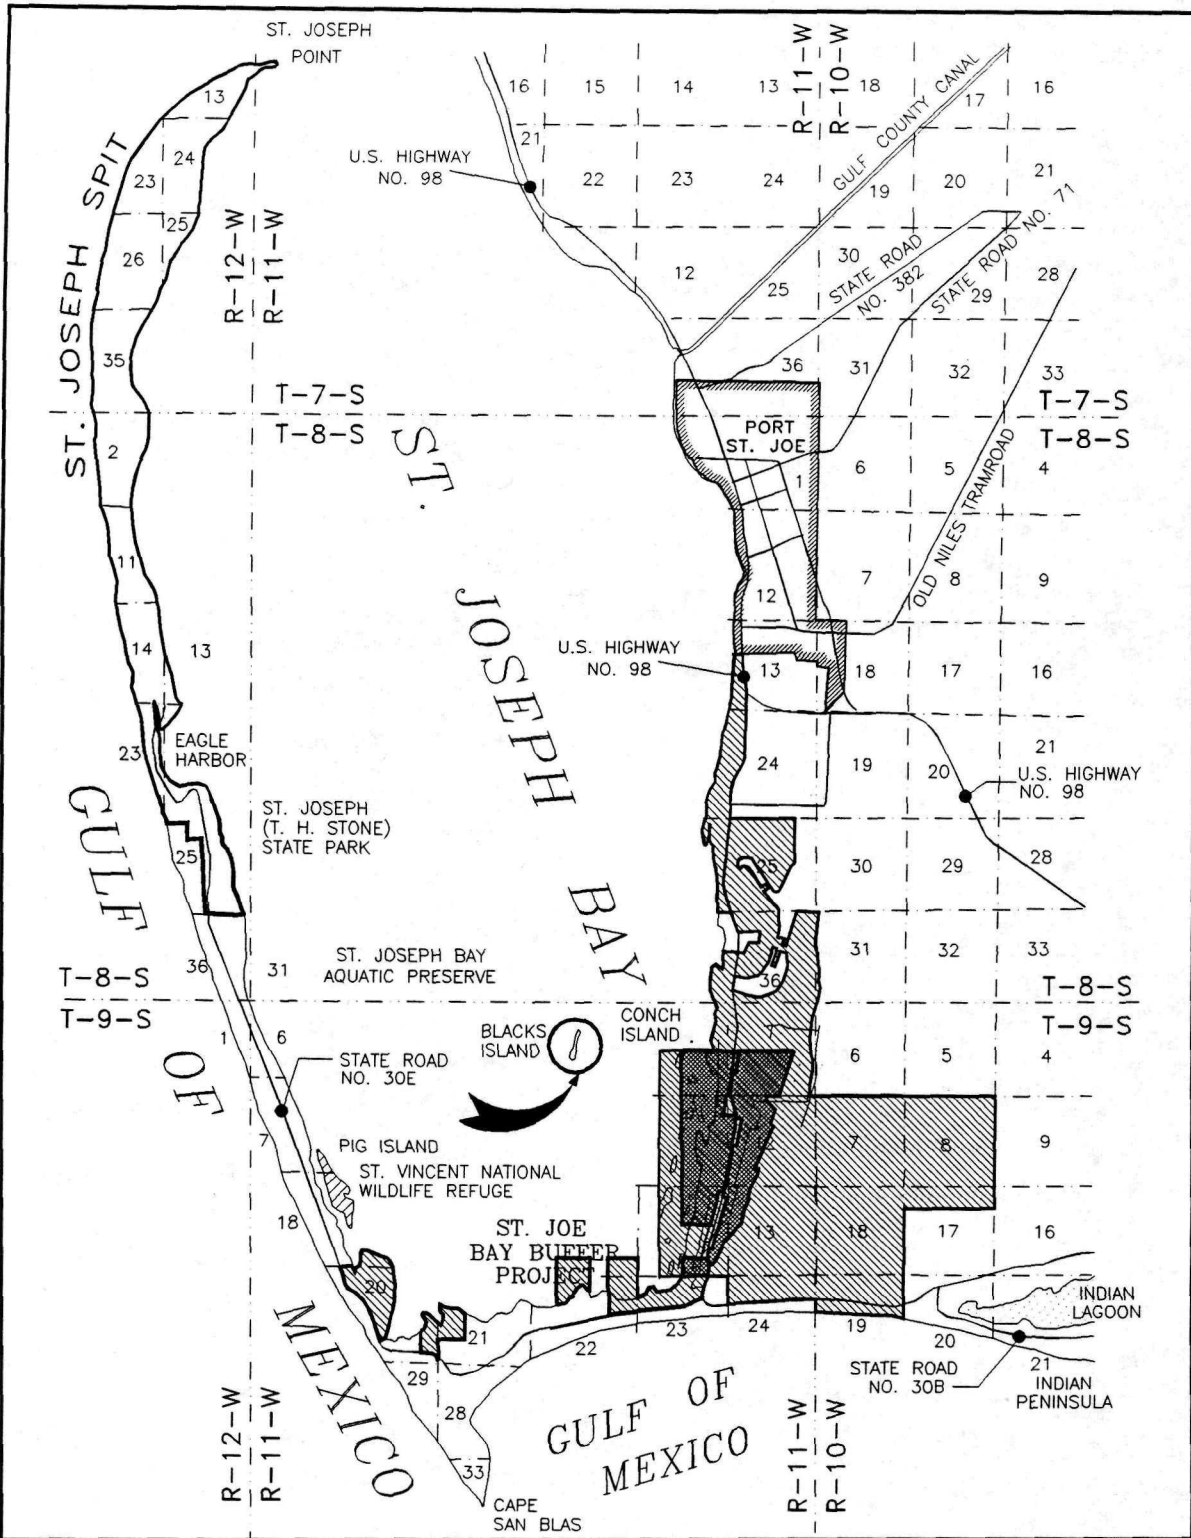 ST. JOSEPH
POINT
R-11-W
R-10-W
16
15
14
13
18
17
16
13
GULF COUNTY CANAL
21
U.S. HIGHWAY
NO. 98
24
23
22
23
24
19
20
21
ST. JOSEPH SPIT
25
R-12-W
R-11-W
26
12
25
30
STATE ROAD
NO. 382
STATE ROAD NO. 71
29
28
35
36
31
32
33
T-7-S
T-8-S
T-7-S
T-8-S
2
PORT
ST. JOE
1
6
5
4
OLD NILES TRAMROAD
11
12
7
8
9
14
13
U.S. HIGHWAY
NO. 98
13
18
17
16
ST. JOSEPH BAY
23
EAGLE
HARBOR
24
19
20
21
U.S. HIGHWAY
NO. 98
ST. JOSEPH
(T. H. STONE)
STATE PARK
25
25
30
29
28
GULF OF MEXICO
36
31
ST. JOSEPH BAY
AQUATIC PRESERVE
36
31
32
33
T-8-S
T-9-S
T-8-S
T-9-S
1
6
BLACKS
ISLAND
CONCH
ISLAND
6
5
4
STATE ROAD
NO. 30E
7
PIG ISLAND
ST. VINCENT NATIONAL
WILDLIFE REFUGE
7
8
9
18
ST. JOE
BAY BUFFER
PROJECT
13
18
17
16
20
INDIAN
LAGOON
21
22
23
24
19
20
21
29
STATE ROAD
NO. 30B
INDIAN
PENINSULA
28
GULF OF
MEXICO
33
R-12-W
R-11-W
R-11-W
R-10-W
CAPE
SAN BLAS